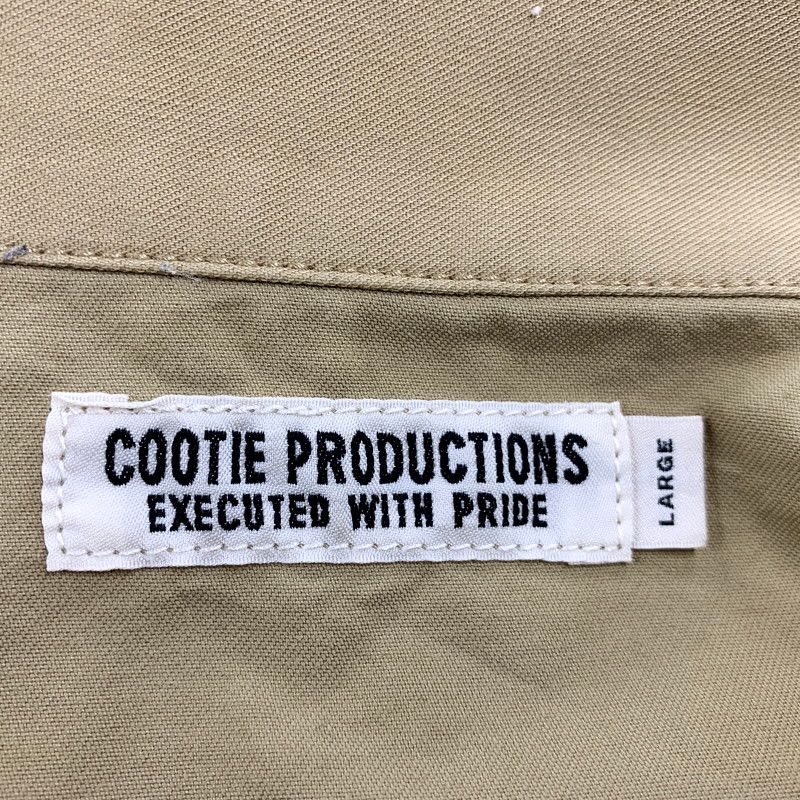 COOTIE PRODUCTIONS
EXECUTED WITH PRIDE
LARGE